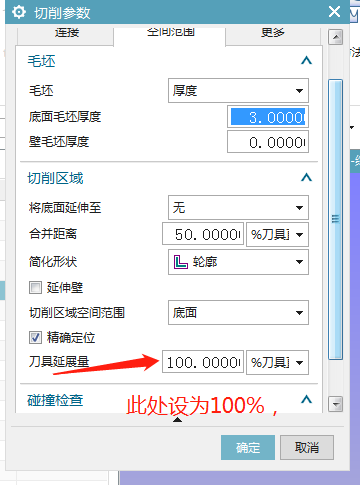 切削参数
连接 空间范围 更多
毛坯
毛坯 厚度
底面毛坯厚度 3.0000
壁毛坯厚度 0.0000
切削区域
将底面延伸至 无
合并距离 50.0000 %刀具
简化形状 轮廓
延伸壁
切削区域空间范围 底面
精确定位
刀具延展量 100.0000 %刀具
碰撞检查
此处设为100%，
确定 取消